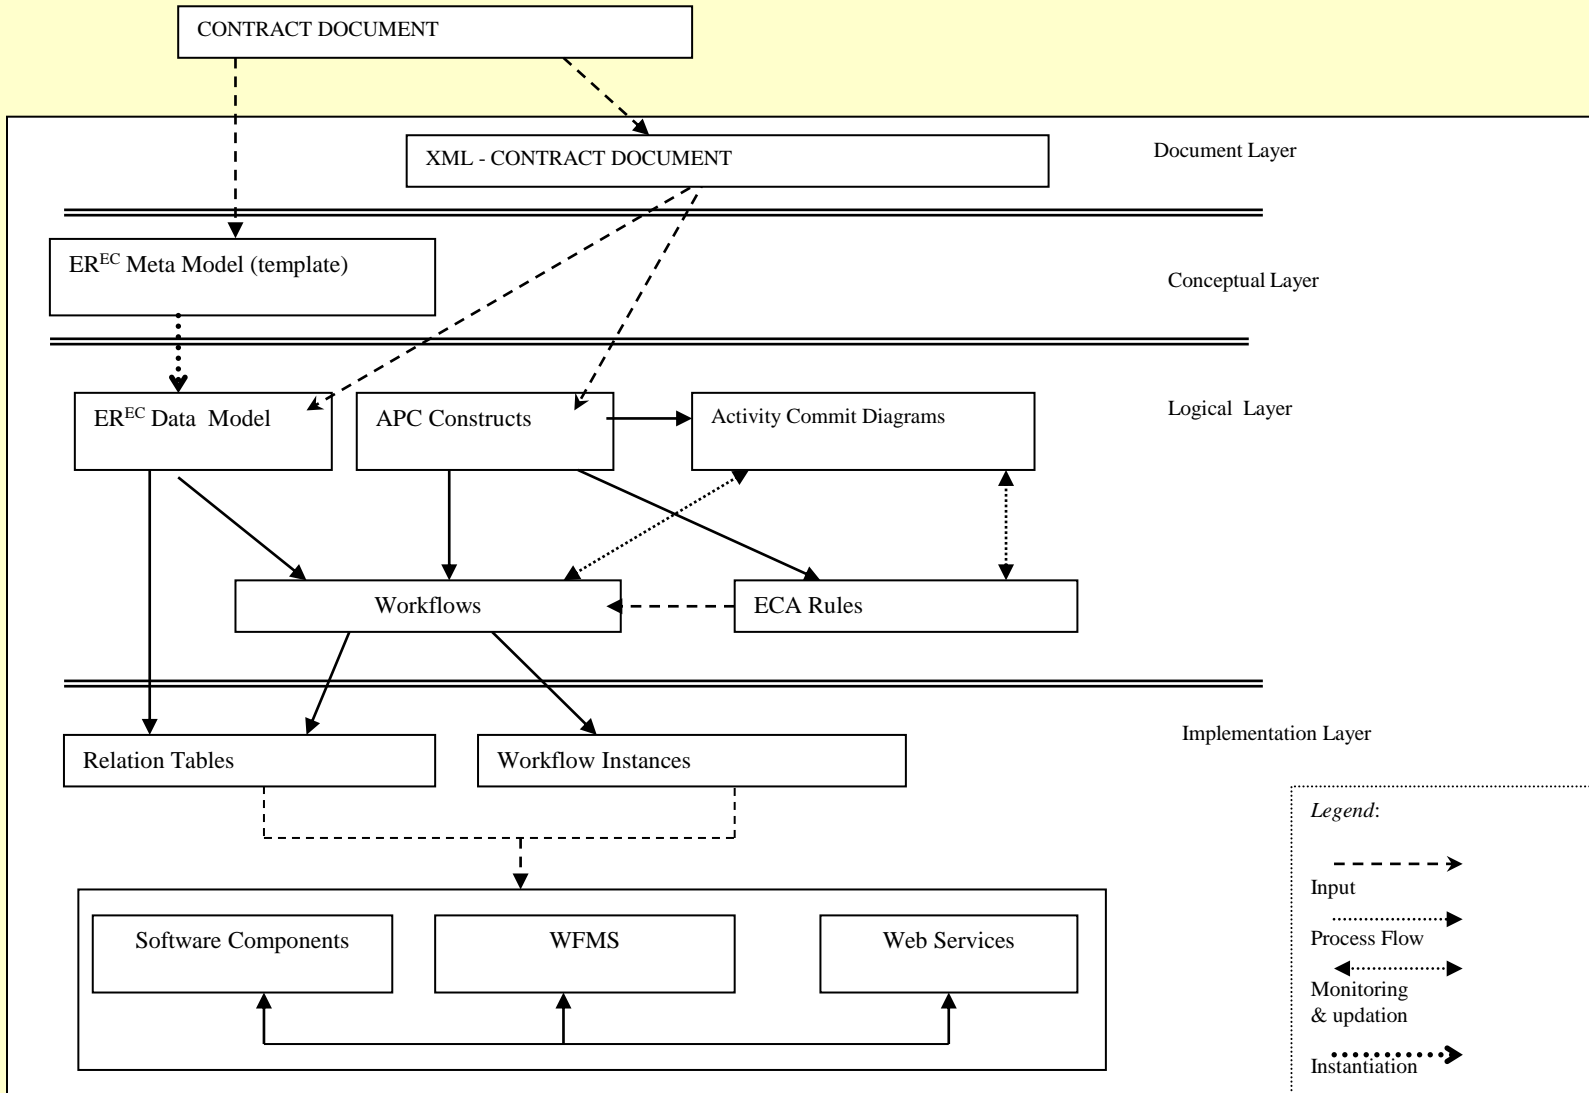 CONTRACT DOCUMENT
XML - CONTRACT DOCUMENT
Document Layer
ER^EC Meta Model (template)
Conceptual Layer
ER^EC Data Model
APC Constructs
Activity Commit Diagrams
Logical Layer
Workflows
ECA Rules
Relation Tables
Workflow Instances
Implementation Layer
Legend:
Input
Process Flow
Monitoring
& updation
Instantiation
Software Components
WFMS
Web Services